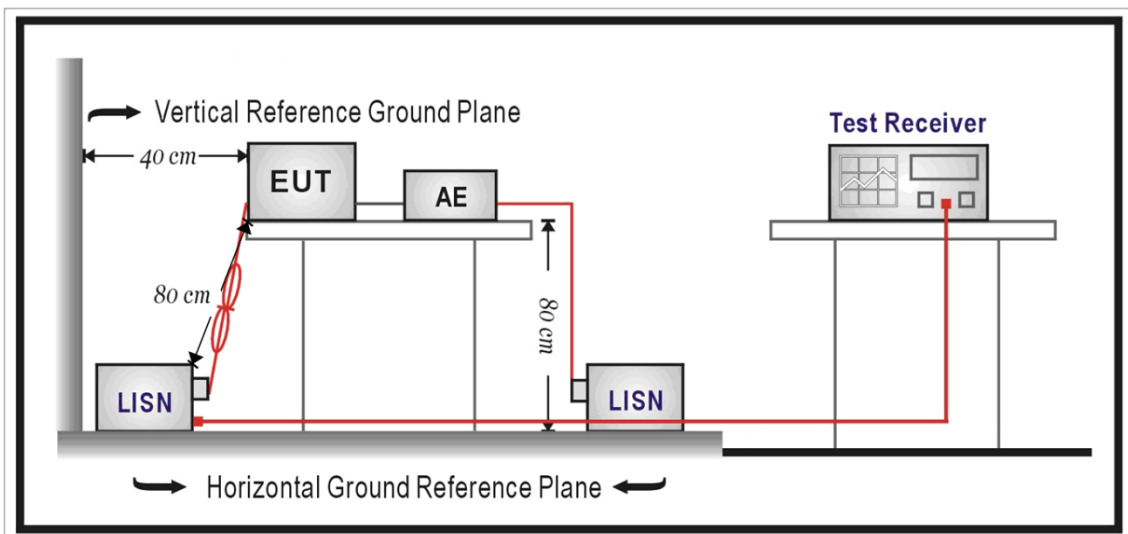 Vertical Reference Ground Plane
Test Receiver
40 cm
EUT
AE
80 cm
80 cm
LISN
LISN
Horizontal Ground Reference Plane